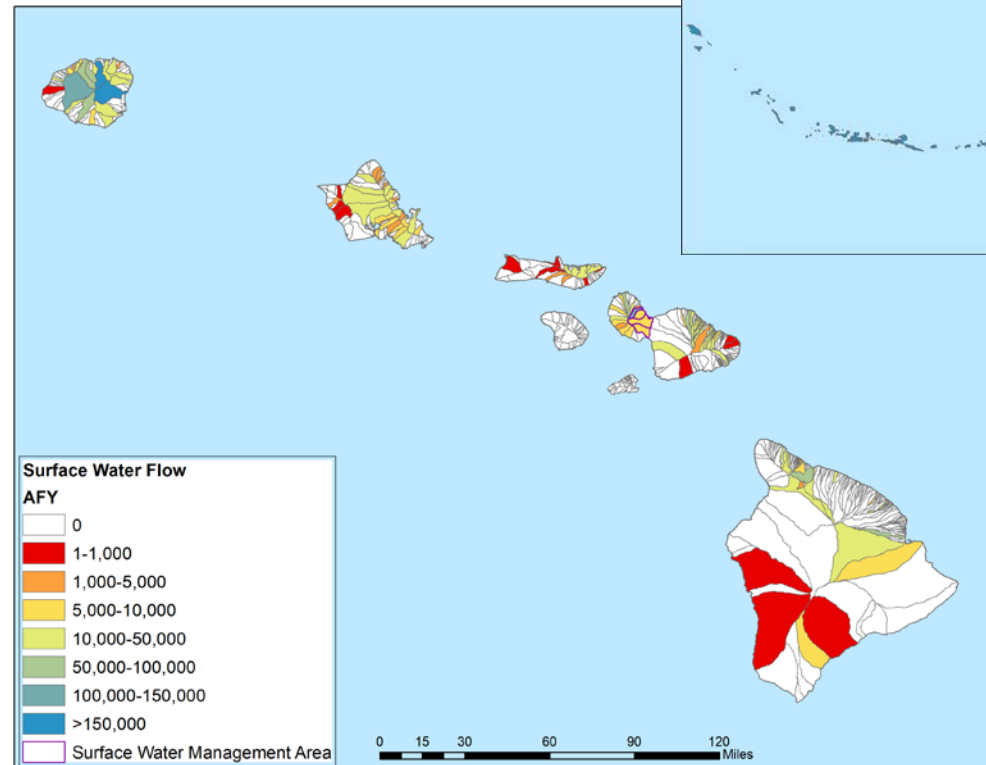 Surface Water Flow
AFY
0
1-1,000
1,000-5,000
5,000-10,000
10,000-50,000
50,000-100,000
100,000-150,000
>150,000
Surface Water Management Area
0 15 30 60 90 120
Miles